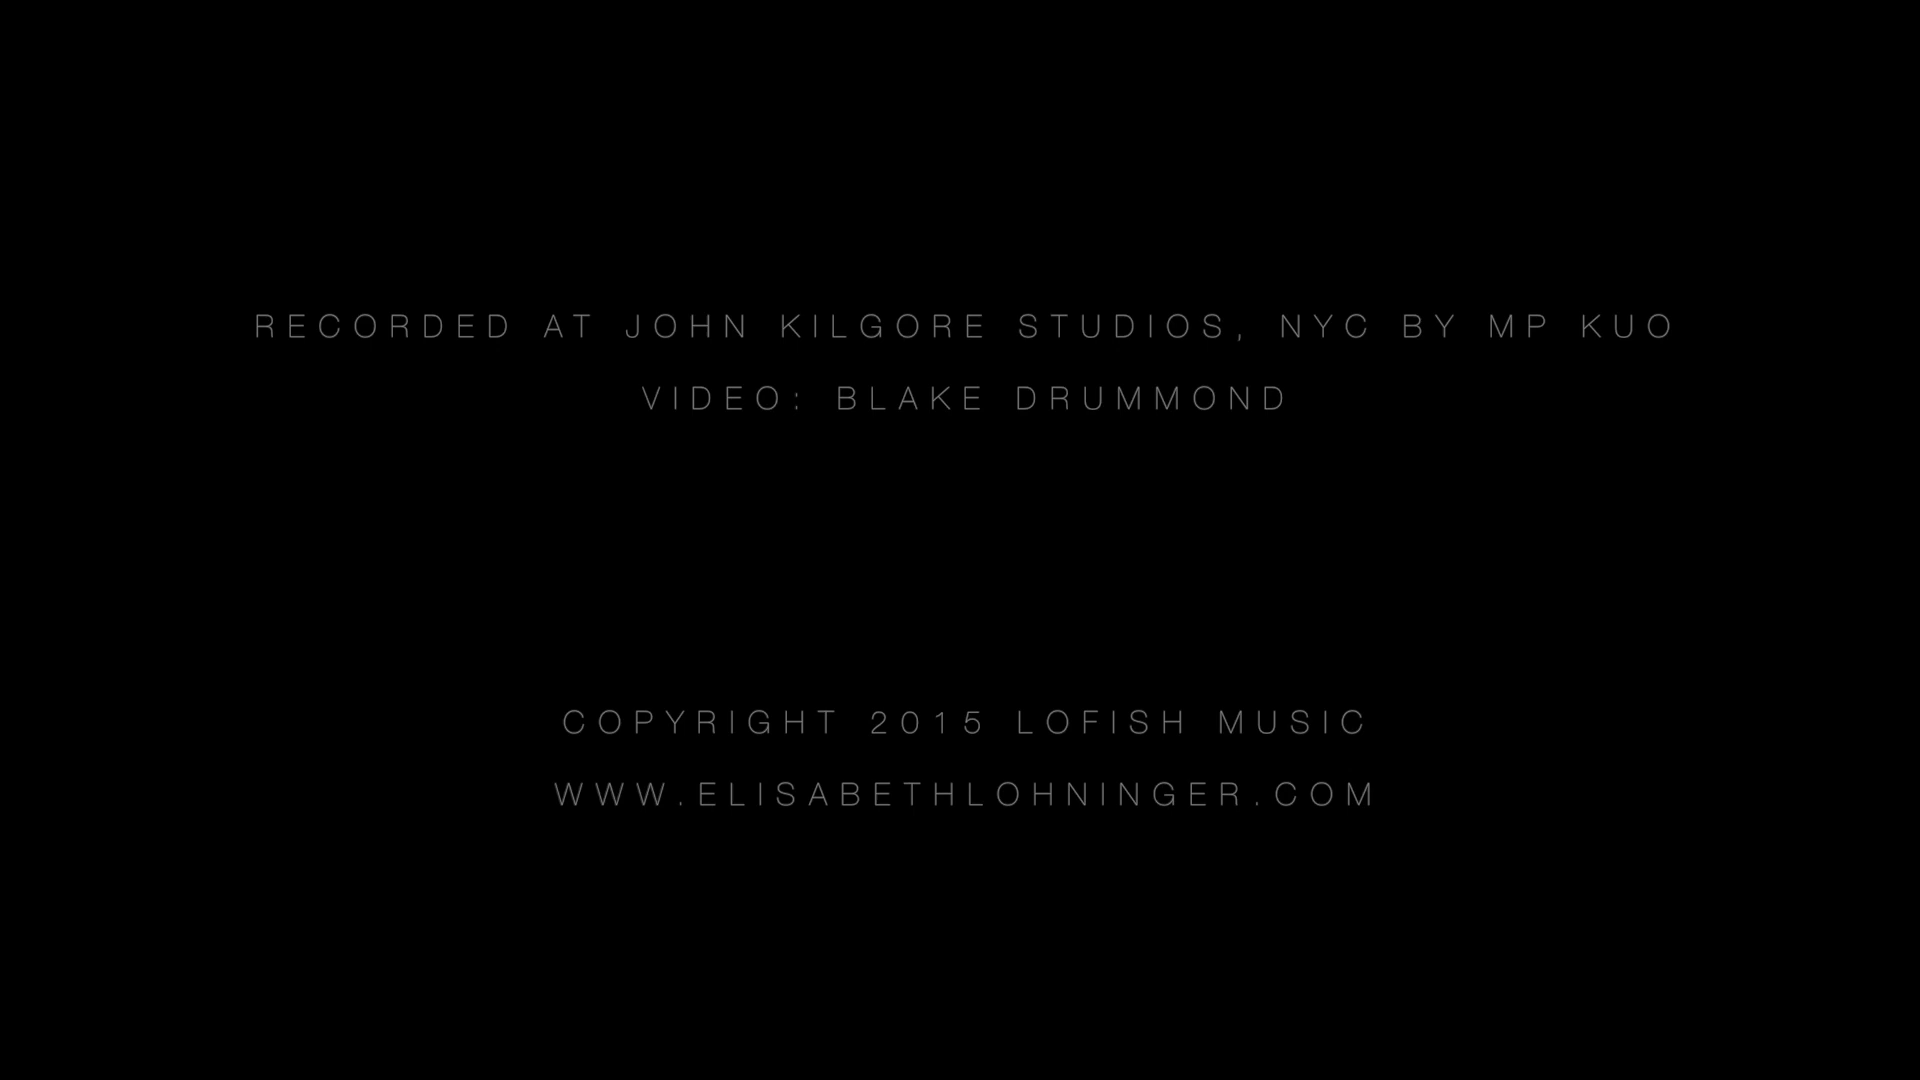 RECORDED AT JOHN KILGORE STUDIOS, NYC BY MP KUO
VIDEO: BLAKE DRUMMOND
COPYRIGHT 2015 LOFISH MUSIC
WWW.ELISABETHLOHNINGER.COM